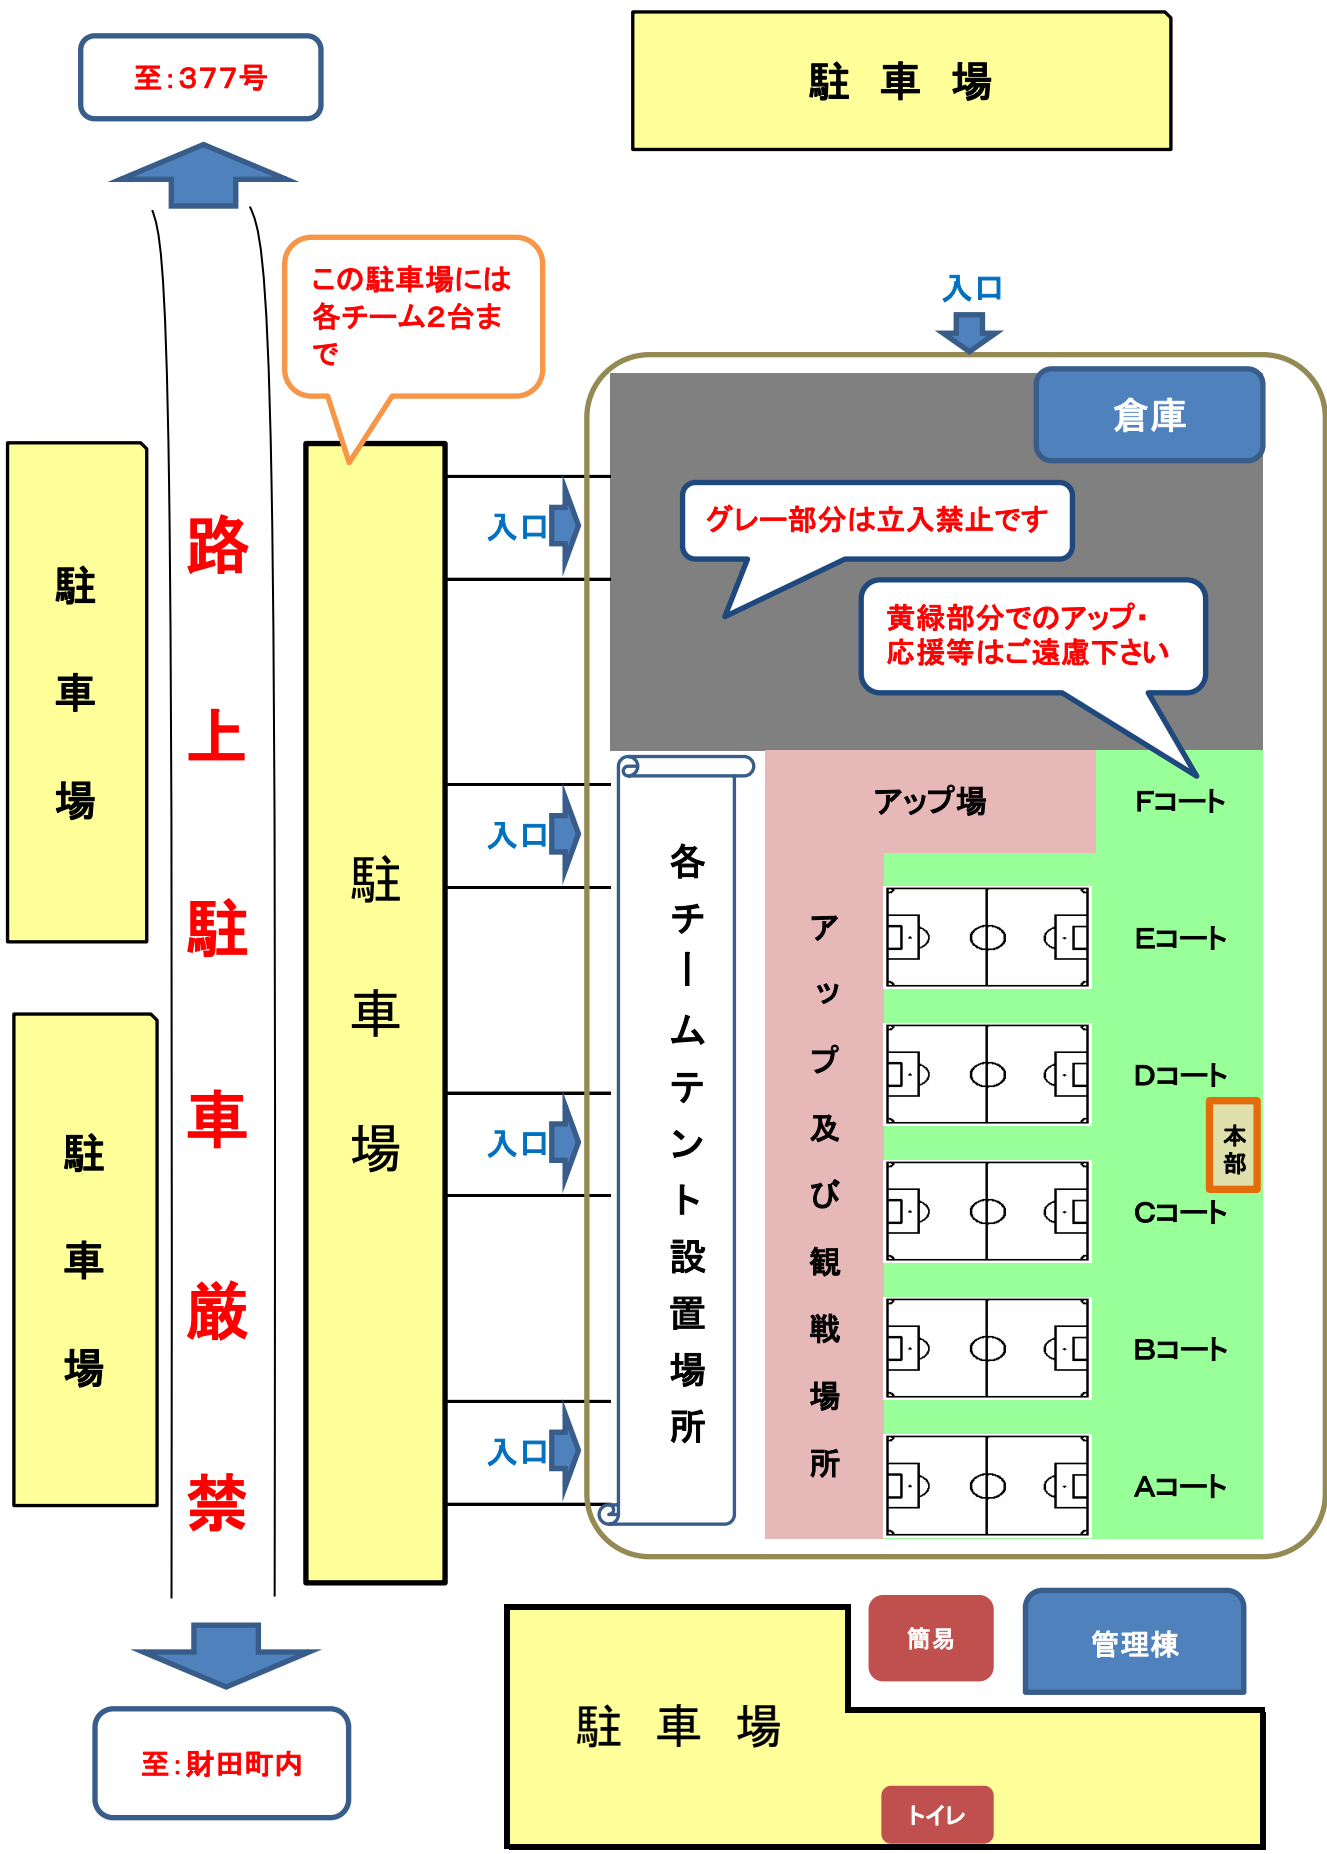 駐 車 場
至：３７７号
この駐車場には
各チーム２台ま
で
入口
倉庫
グレー部分は立入禁止です
黄緑部分でのアップ・
応援等はご遠慮下さい
入口
入口
入口
入口
路上駐車厳禁
駐車場
駐車場
駐車場
各チームテント設置場所
アップ場
アップ及び観戦場所
Fコート
Eコート
Dコート
本部
Cコート
Bコート
Aコート
簡易
管理棟
駐 車 場
トイレ
至：財田町内